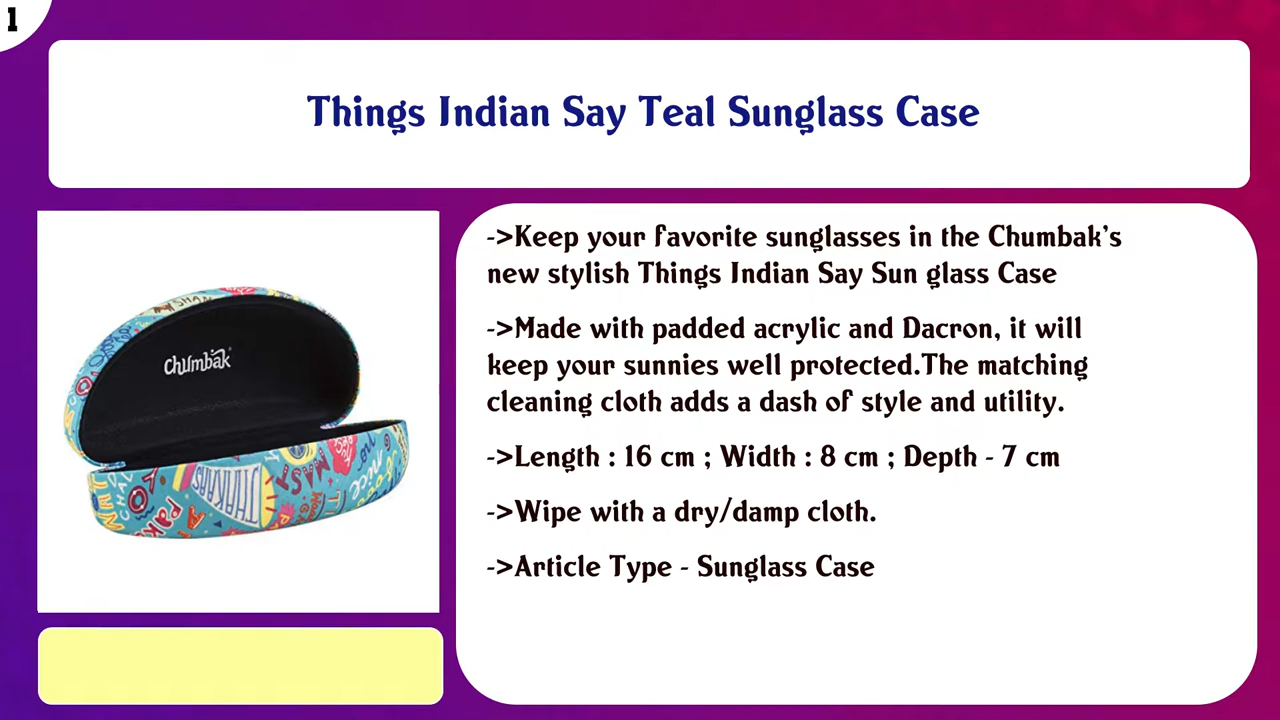 1
Things Indian Say Teal Sunglass Case
->Keep your favorite sunglasses in the Chumbak's
new stylish Things Indian Say Sun glass Case
->Made with padded acrylic and Dacron, it will
keep your sunnies well protected.The matching
cleaning cloth adds a dash of style and utility.
->Length : 16 cm ; Width : 8 cm ; Depth - 7 cm
->Wipe with a dry/damp cloth.
->Article Type - Sunglass Case
Chumbak
THAKAAS
MAST